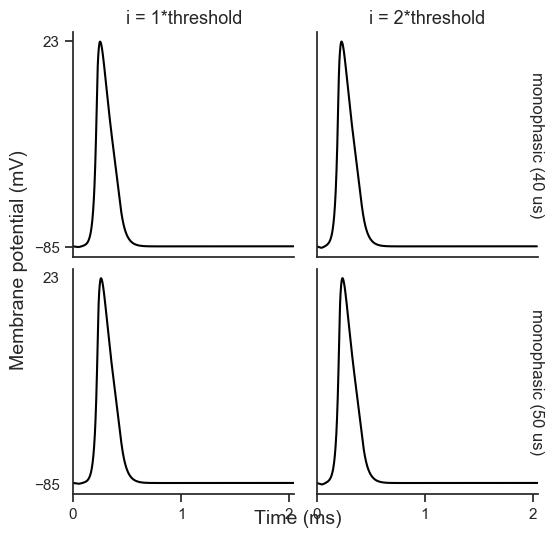 i = 1*threshold
i = 2*threshold
23
−85
monophasic (40 us)
Membrane potential (mV)
23
−85
monophasic (50 us)
0
1
2
0
1
2
Time (ms)